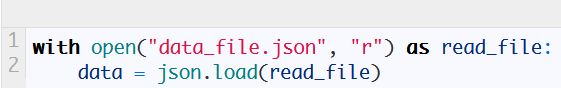 1 with open("data_file.json", "r") as read_file:
2     data = json.load(read_file)